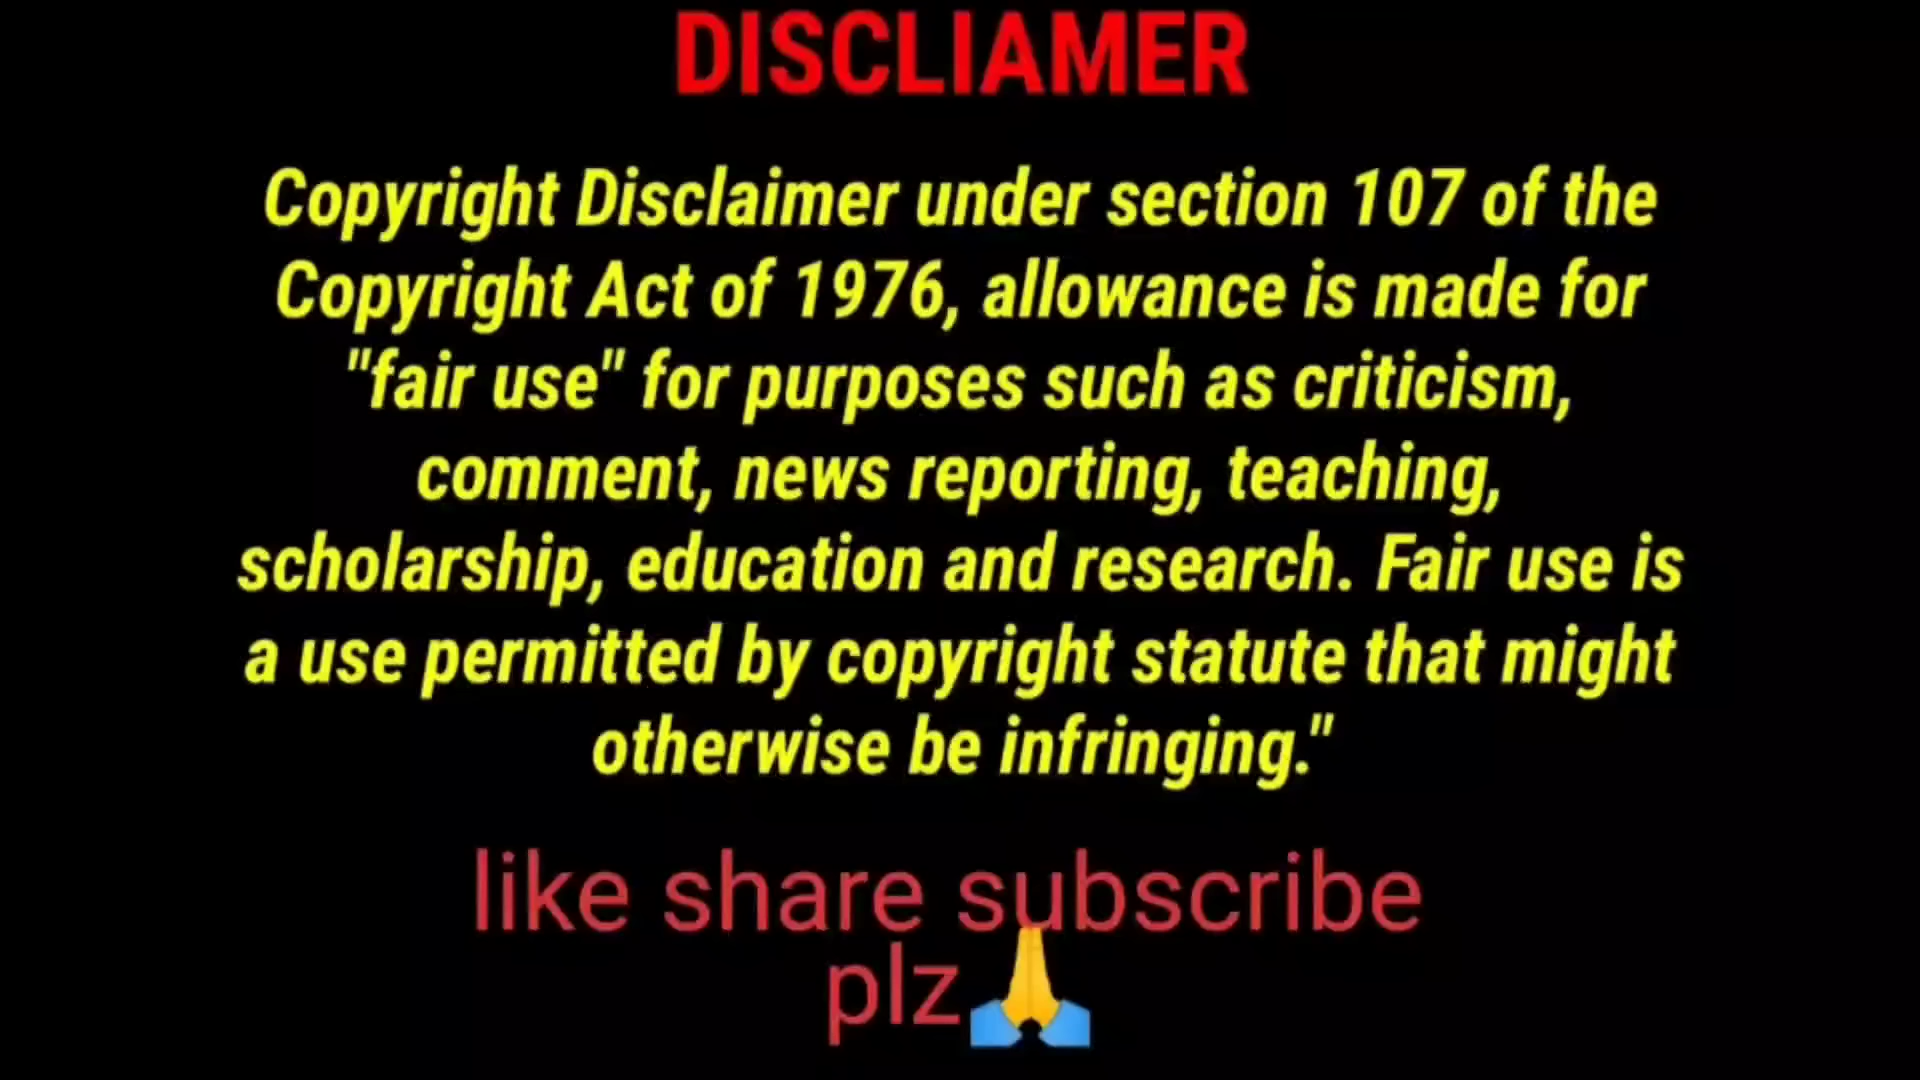 DISCLIAMER
Copyright Disclaimer under section 107 of the
Copyright Act of 1976, allowance is made for
"fair use" for purposes such as criticism,
comment, news reporting, teaching,
scholarship, education and research. Fair use is
a use permitted by copyright statute that might
otherwise be infringing."
like share subscribe
plz🙏